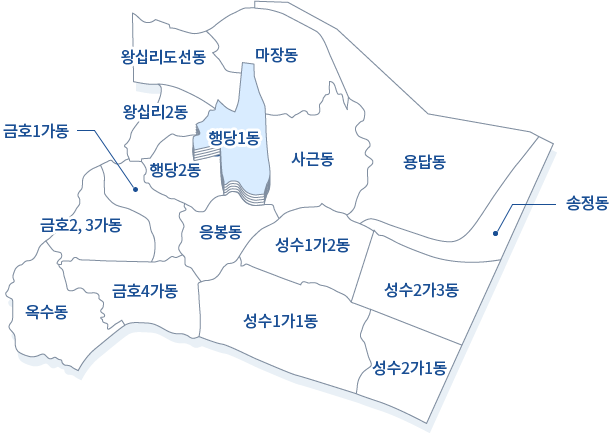 마장동
왕십리도선동
왕십리2동
금호1가동
행당1동
사근동
용답동
행당2동
송정동
금호2, 3가동
응봉동
성수1가2동
금호4가동
성수2가3동
옥수동
성수1가1동
성수2가1동